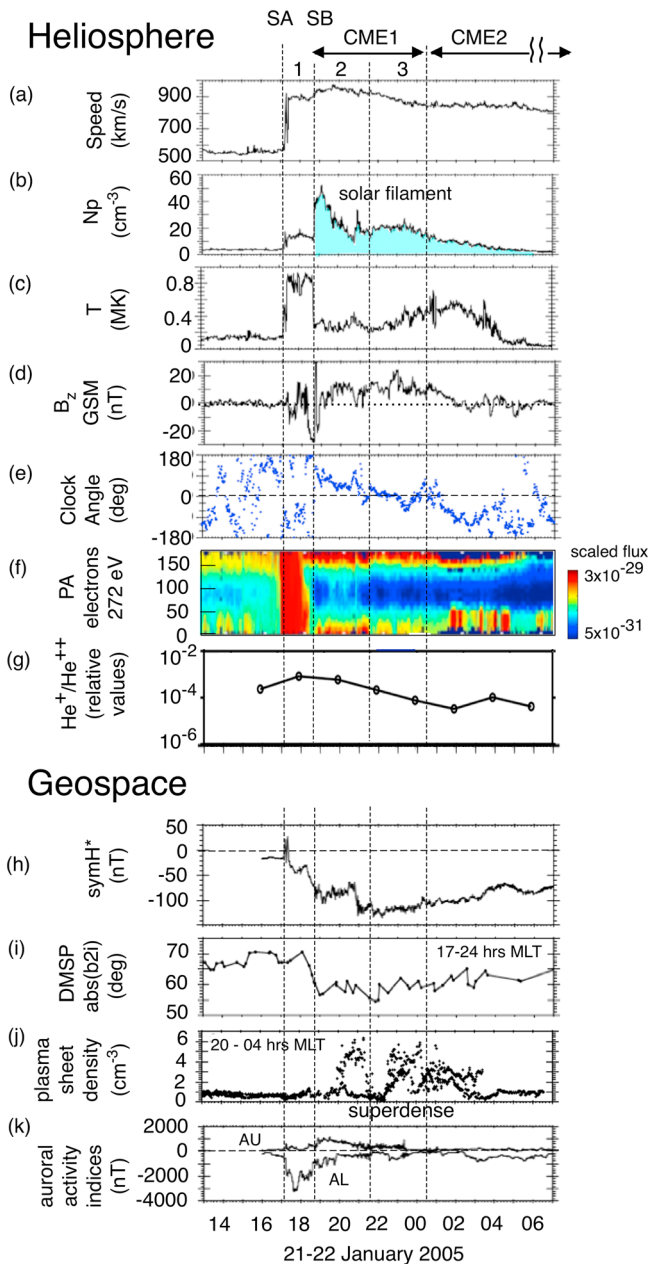 Heliosphere
SA SB
CME1 CME2
1 2 3
(a)
Speed
(km/s)
900
700
500
(b)
Np
(cm-3)
60
40
20
0
solar filament
(c)
T
(MK)
0.8
0.4
0
(d)
Bz
GSM
(nT)
20
0
-20
(e)
Clock
Angle
(deg)
180
0
-180
(f)
PA
electrons
272 eV
150
100
50
0
scaled flux
3x10-29
5x10-31
(g)
He+/He++
(relative
values)
10-2
10-4
10-6
Geospace
(h)
symH*
(nT)
50
0
-50
-100
(i)
DMSP
abs(b2i)
(deg)
70
60
50
17-24 hrs MLT
(j)
plasma
sheet
density
(cm-3)
6
4
2
0
20 - 04 hrs MLT
superdense
(k)
auroral
activity
indices
(nT)
2000
0
-2000
-4000
AU
AL
14 16 18 20 22 00 02 04 06
21-22 January 2005